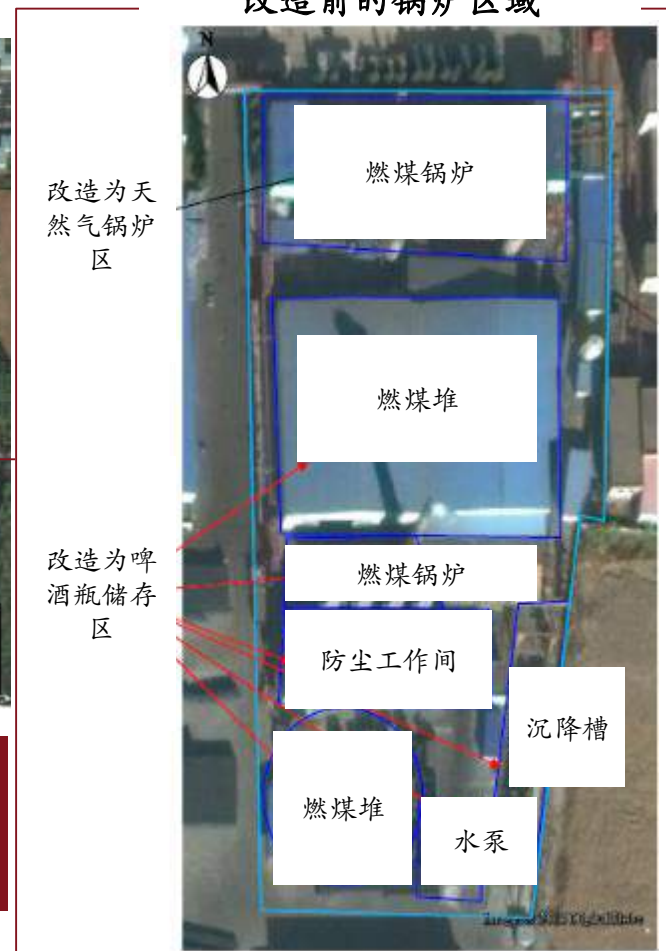 改造前的锅炉区域
N
改造为天
然气锅炉
区
燃煤锅炉
燃煤堆
改造为啤
酒瓶储存
区
燃煤锅炉
防尘工作间
沉降槽
燃煤堆
水泵